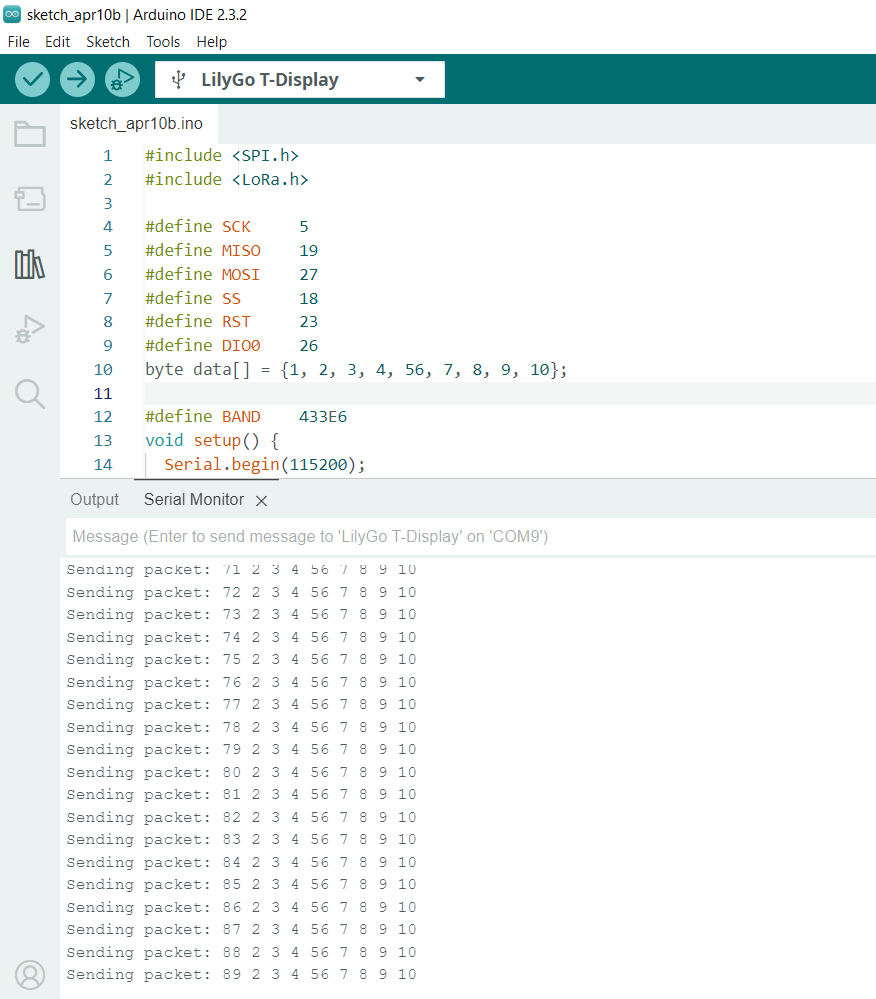 sketch_apr10b | Arduino IDE 2.3.2
File Edit Sketch Tools Help
LilyGo T-Display
sketch_apr10b.ino
1 #include <SPI.h>
2 #include <LoRa.h>
3
4 #define SCK 5
5 #define MISO 19
6 #define MOSI 27
7 #define SS 18
8 #define RST 23
9 #define DIO0 26
10 byte data[] = {1, 2, 3, 4, 56, 7, 8, 9, 10};
11
12 #define BAND 433E6
13 void setup() {
14 Serial.begin(115200);
Output Serial Monitor
Message (Enter to send message to 'LilyGo T-Display' on 'COM9')
Sending packet: 71 2 3 4 56 7 8 9 10
Sending packet: 72 2 3 4 56 7 8 9 10
Sending packet: 73 2 3 4 56 7 8 9 10
Sending packet: 74 2 3 4 56 7 8 9 10
Sending packet: 75 2 3 4 56 7 8 9 10
Sending packet: 76 2 3 4 56 7 8 9 10
Sending packet: 77 2 3 4 56 7 8 9 10
Sending packet: 78 2 3 4 56 7 8 9 10
Sending packet: 79 2 3 4 56 7 8 9 10
Sending packet: 80 2 3 4 56 7 8 9 10
Sending packet: 81 2 3 4 56 7 8 9 10
Sending packet: 82 2 3 4 56 7 8 9 10
Sending packet: 83 2 3 4 56 7 8 9 10
Sending packet: 84 2 3 4 56 7 8 9 10
Sending packet: 85 2 3 4 56 7 8 9 10
Sending packet: 86 2 3 4 56 7 8 9 10
Sending packet: 87 2 3 4 56 7 8 9 10
Sending packet: 88 2 3 4 56 7 8 9 10
Sending packet: 89 2 3 4 56 7 8 9 10